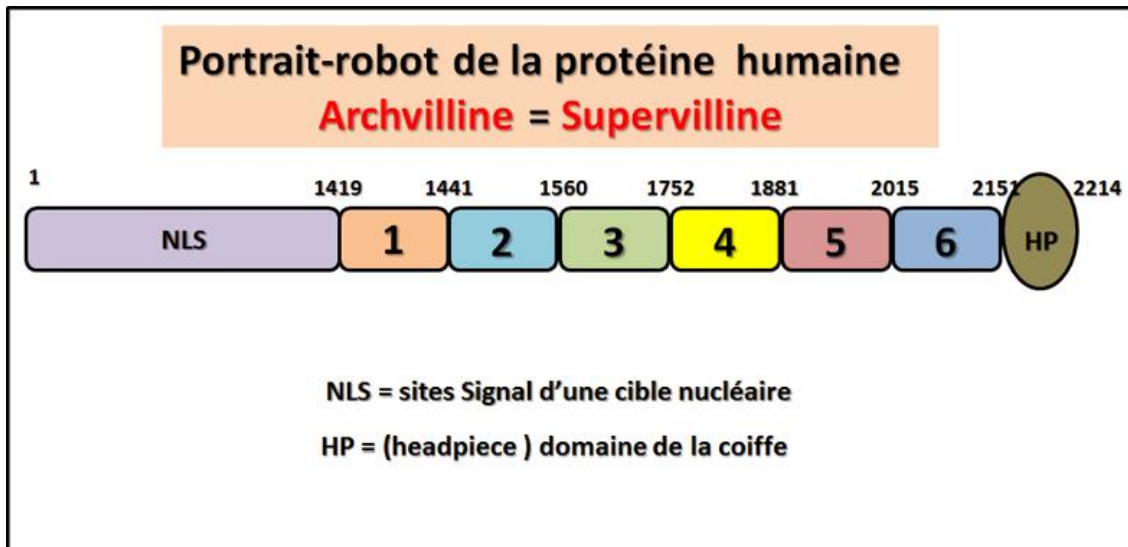 Portrait-robot de la protéine humaine
Archvilline = Supervilline
1 1419 1441 1560 1752 1881 2015 2151 2214
NLS 1 2 3 4 5 6 HP
NLS = sites Signal d'une cible nucléaire
HP = (headpiece ) domaine de la coiffe